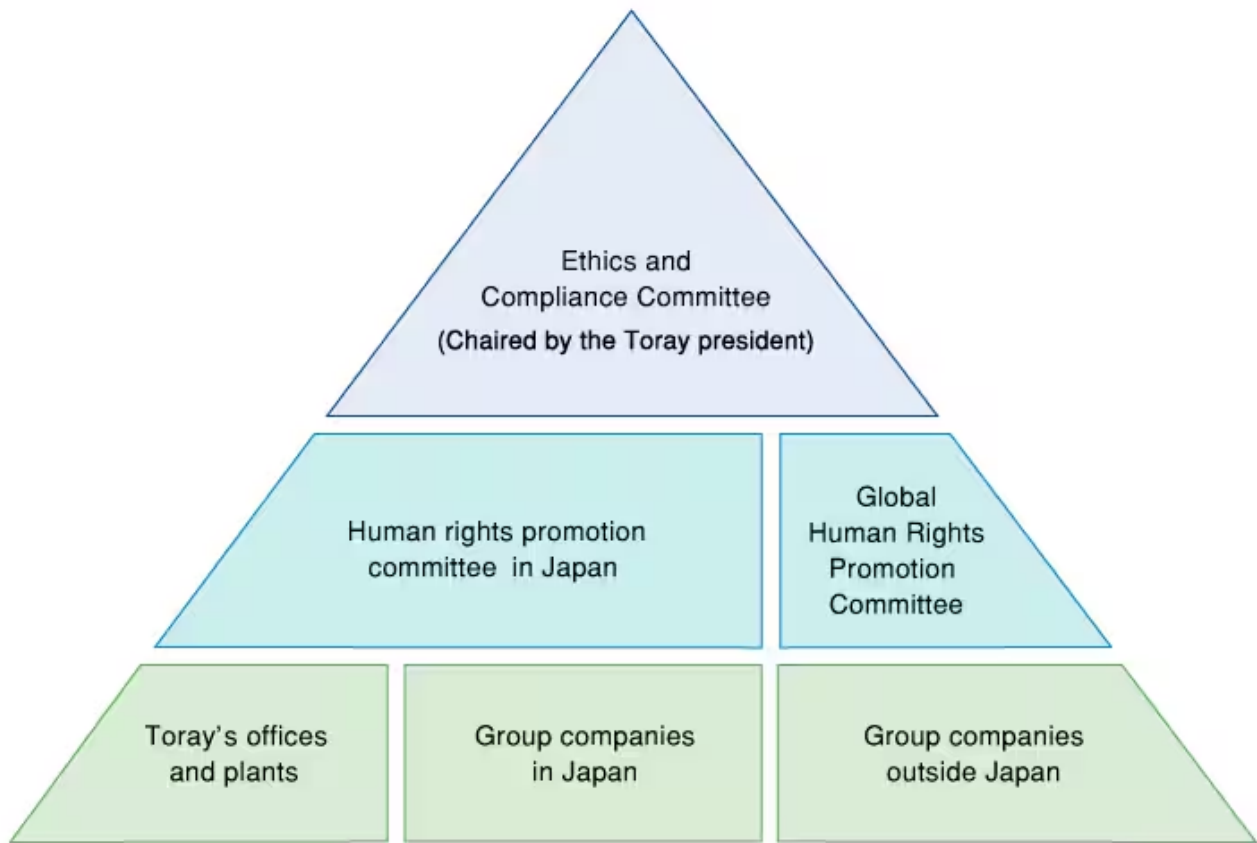 Ethics and
Compliance Committee
(Chaired by the Toray president)
Human rights promotion
committee in Japan
Global
Human Rights
Promotion
Committee
Toray's offices
and plants
Group companies
in Japan
Group companies
outside Japan